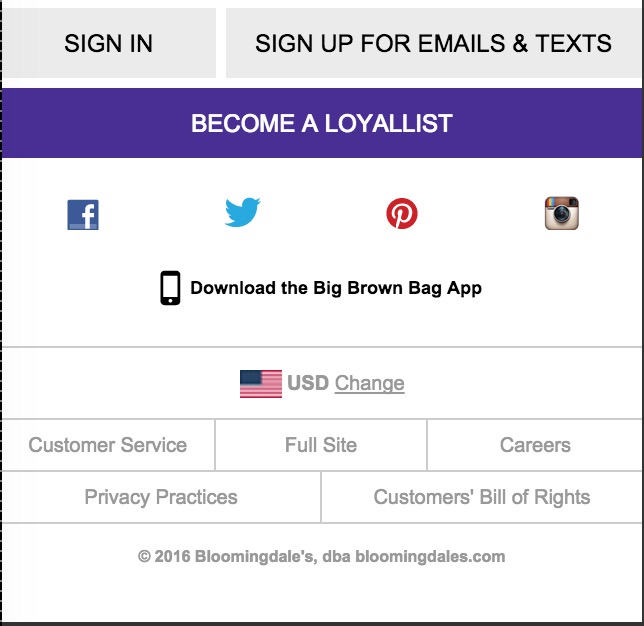 SIGN IN
SIGN UP FOR EMAILS & TEXTS
BECOME A LOYALLIST
Download the Big Brown Bag App
USD Change
Customer Service
Full Site
Careers
Privacy Practices
Customers' Bill of Rights
© 2016 Bloomingdale's, dba bloomingdales.com